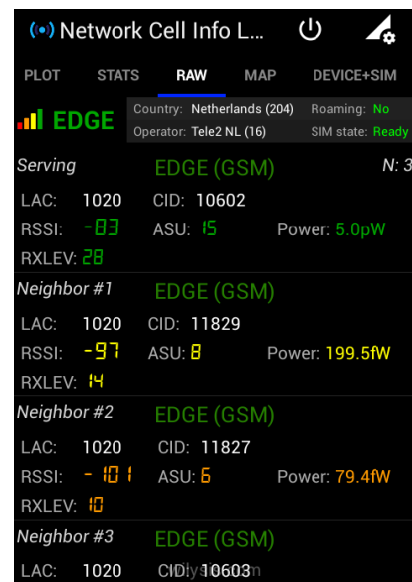 Network Cell Info L...
PLOT STATS RAW MAP DEVICE+SIM
EDGE
Country: Netherlands (204) Roaming: No
Operator: Tele2 NL (16) SIM state: Ready
Serving EDGE (GSM) N: 3
LAC: 1020 CID: 10602
RSSI: -83 ASU: 15 Power: 5.0pW
RXLEV: 28
Neighbor #1 EDGE (GSM)
LAC: 1020 CID: 11829
RSSI: -97 ASU: 8 Power: 199.5fW
RXLEV: 14
Neighbor #2 EDGE (GSM)
LAC: 1020 CID: 11827
RSSI: -101 ASU: 6 Power: 79.4fW
RXLEV: 10
Neighbor #3 EDGE (GSM)
LAC: 1020 CID: 10603